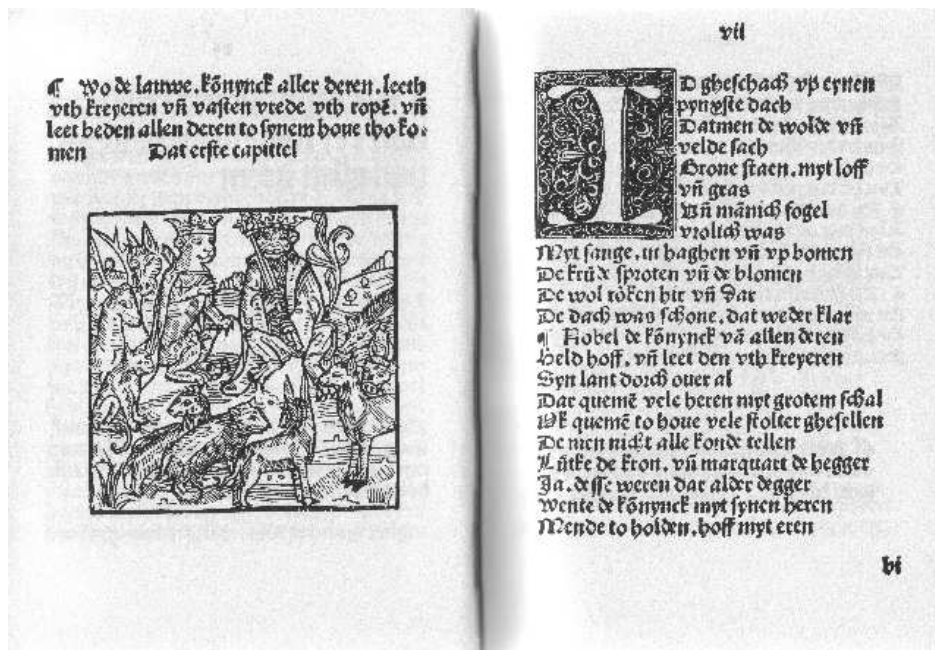 ¶ Wo de lauwe, könynck aller deren, leeth
vth kreyeren vñ vasten vrede vth ropē. vñ
leet beden allen deren to synem houe tho ko⸗
men Dat erste capittel
vii
ID gheschach vp eynen
pynxste dach
Datmen de wolde vñ
velde sach
Grone staen. myt loff
vñ gras
Vñ mānich fogel
vrolich was
Myt sange. in haghen vñ vp bomen
De krüde sproten vñ de blomen
De wol röken hir vñ dar
De dach was schone. dat weder klar
¶ Nobel de könynck vā allen deren
Held hoff. vñ leet den vth kreyeren
Syn lant dorch ouer al
Dar quemē vele heren myt grotem schal
Ok quemē to houe vele stolter ghesellen
De men nicht alle konde tellen
Lütke de kron. vñ marquart de hegger
Ja. desse weren dar alder degger
Wente de könynck myt synen heren
Mende to holden. hoff myt eren
bi